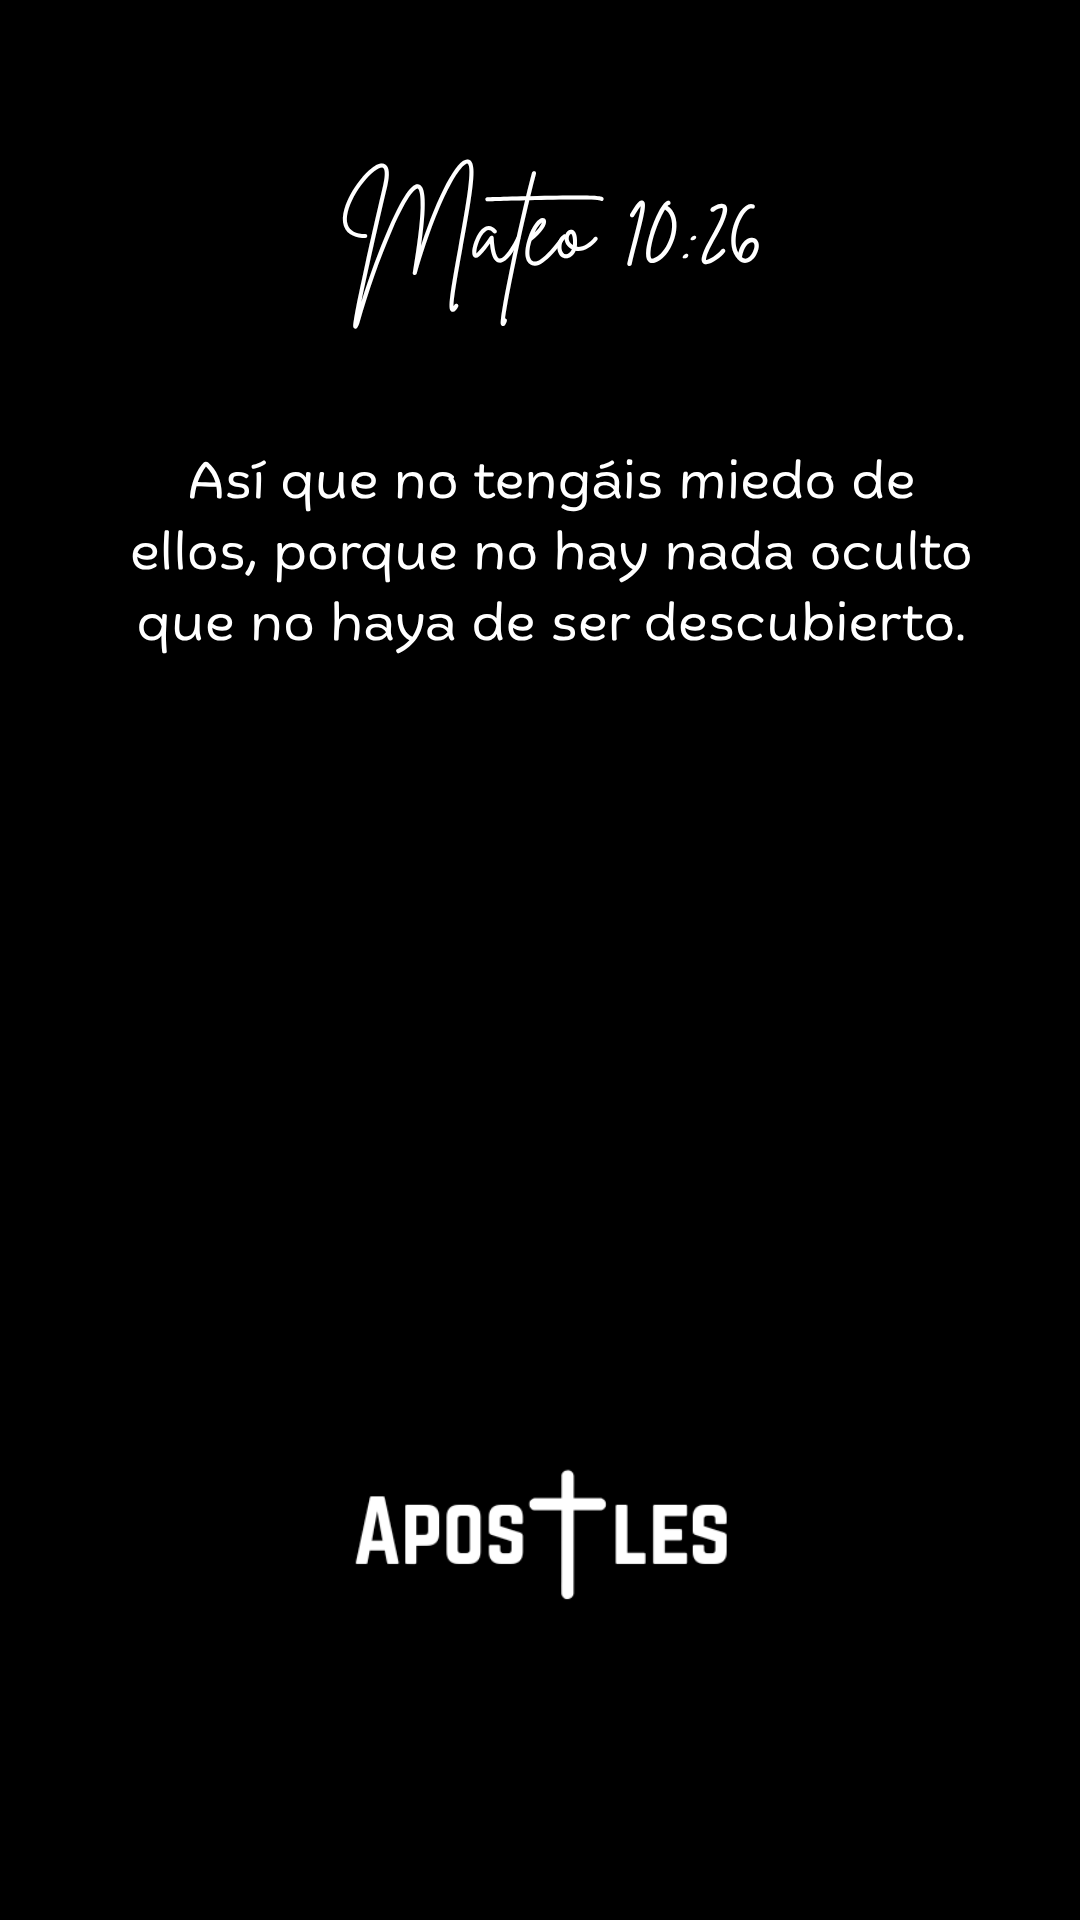 Mateo 10:26
Así que no tengáis miedo de
ellos, porque no hay nada oculto
que no haya de ser descubierto.
APOSTLES